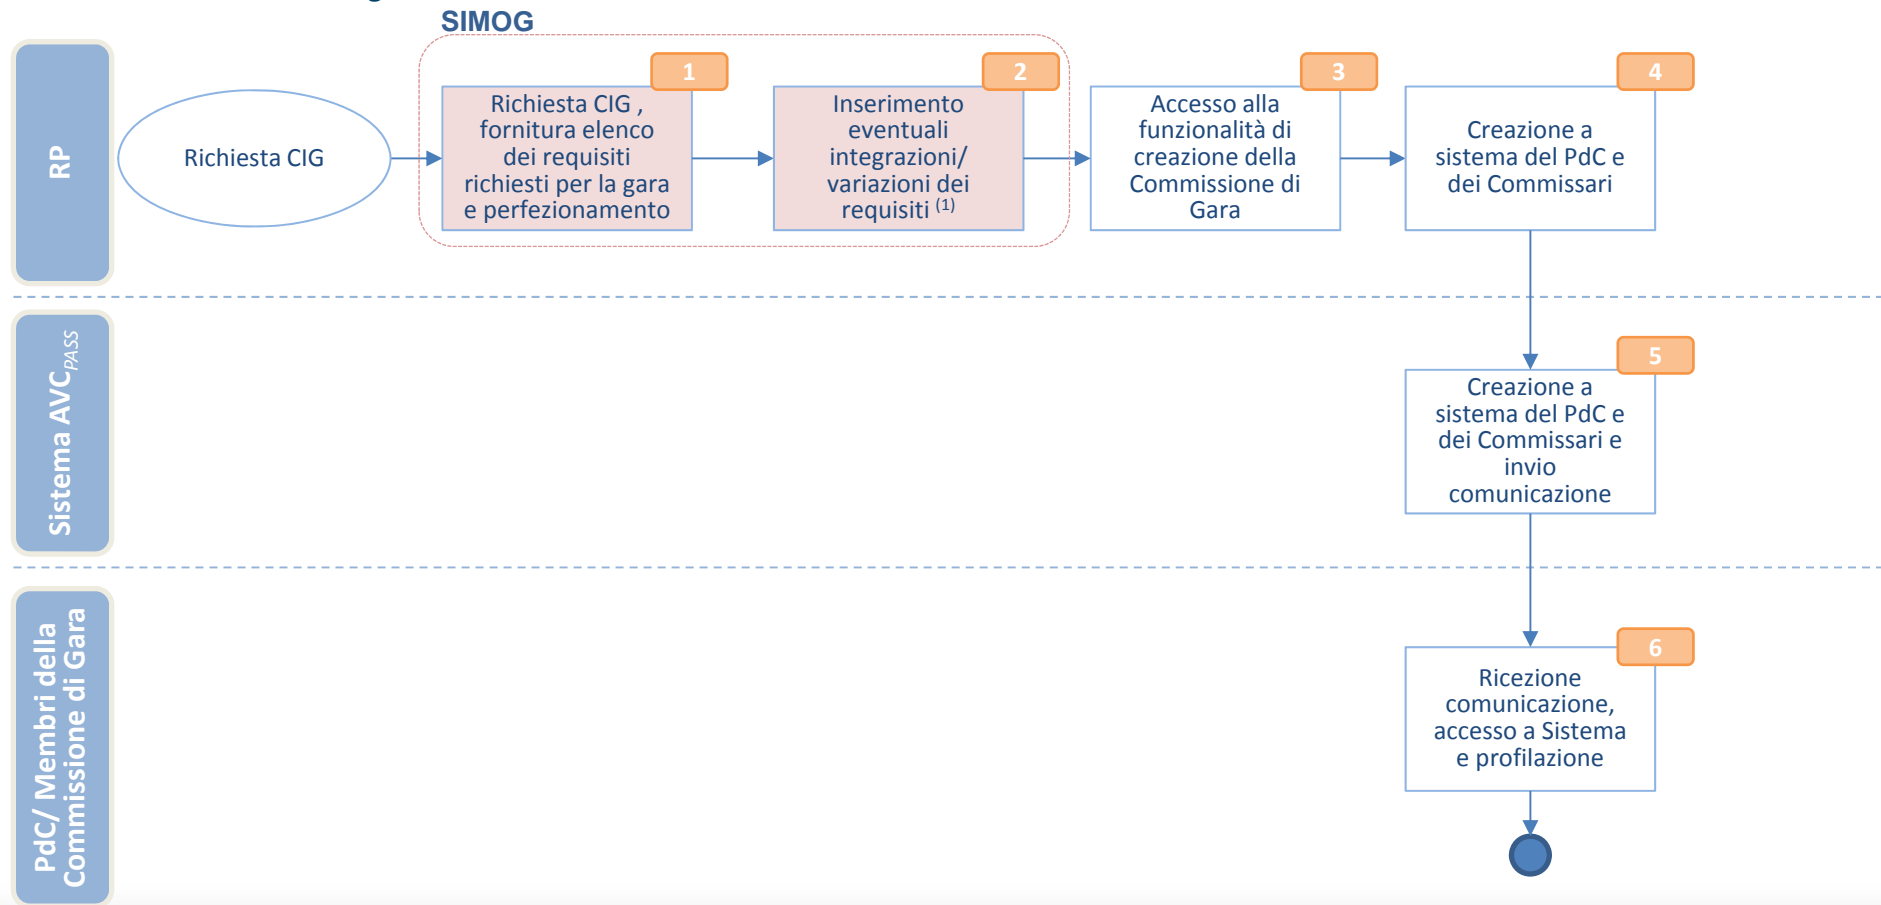 SIMOG
RP
Richiesta CIG
1
Richiesta CIG ,
fornitura elenco
dei requisiti
richiesti per la gara
e perfezionamento
2
Inserimento
eventuali
integrazioni/
variazioni dei
requisiti (1)
3
Accesso alla
funzionalità di
creazione della
Commissione di
Gara
4
Creazione a
sistema del PdC e
dei Commissari
Sistema AVCPASS
5
Creazione a
sistema del PdC e
dei Commissari e
invio
comunicazione
PdC/ Membri della
Commissione di Gara
6
Ricezione
comunicazione,
accesso a Sistema
e profilazione